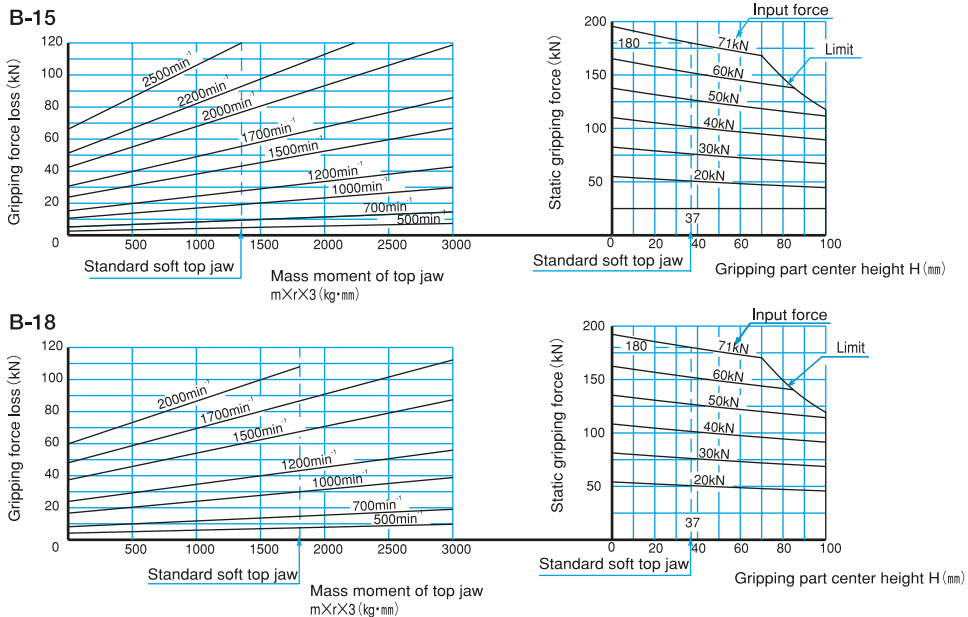 B-15
Gripping force loss (kN)
120
100
80
60
40
20
0
2500min⁻¹
2200min⁻¹
2000min⁻¹
1700min⁻¹
1500min⁻¹
1200min⁻¹
1000min⁻¹
700min⁻¹
500min⁻¹
0 500 1000 1500 2000 2500 3000
Standard soft top jaw
Mass moment of top jaw
m×r×3 (kg·mm)
Static gripping force (kN)
200
150
100
50
Input force
180
71kN
Limit
60kN
50kN
40kN
30kN
20kN
37
0 20 40 60 80 100
Standard soft top jaw
Gripping part center height H (mm)
B-18
Gripping force loss (kN)
120
100
80
60
40
20
0
2000min⁻¹
1700min⁻¹
1500min⁻¹
1200min⁻¹
1000min⁻¹
700min⁻¹
500min⁻¹
0 500 1000 1500 2000 2500 3000
Standard soft top jaw
Mass moment of top jaw
m×r×3 (kg·mm)
Static gripping force (kN)
200
150
100
50
Input force
180
71kN
Limit
60kN
50kN
40kN
30kN
20kN
37
0 20 40 60 80 100
Standard soft top jaw
Gripping part center height H (mm)